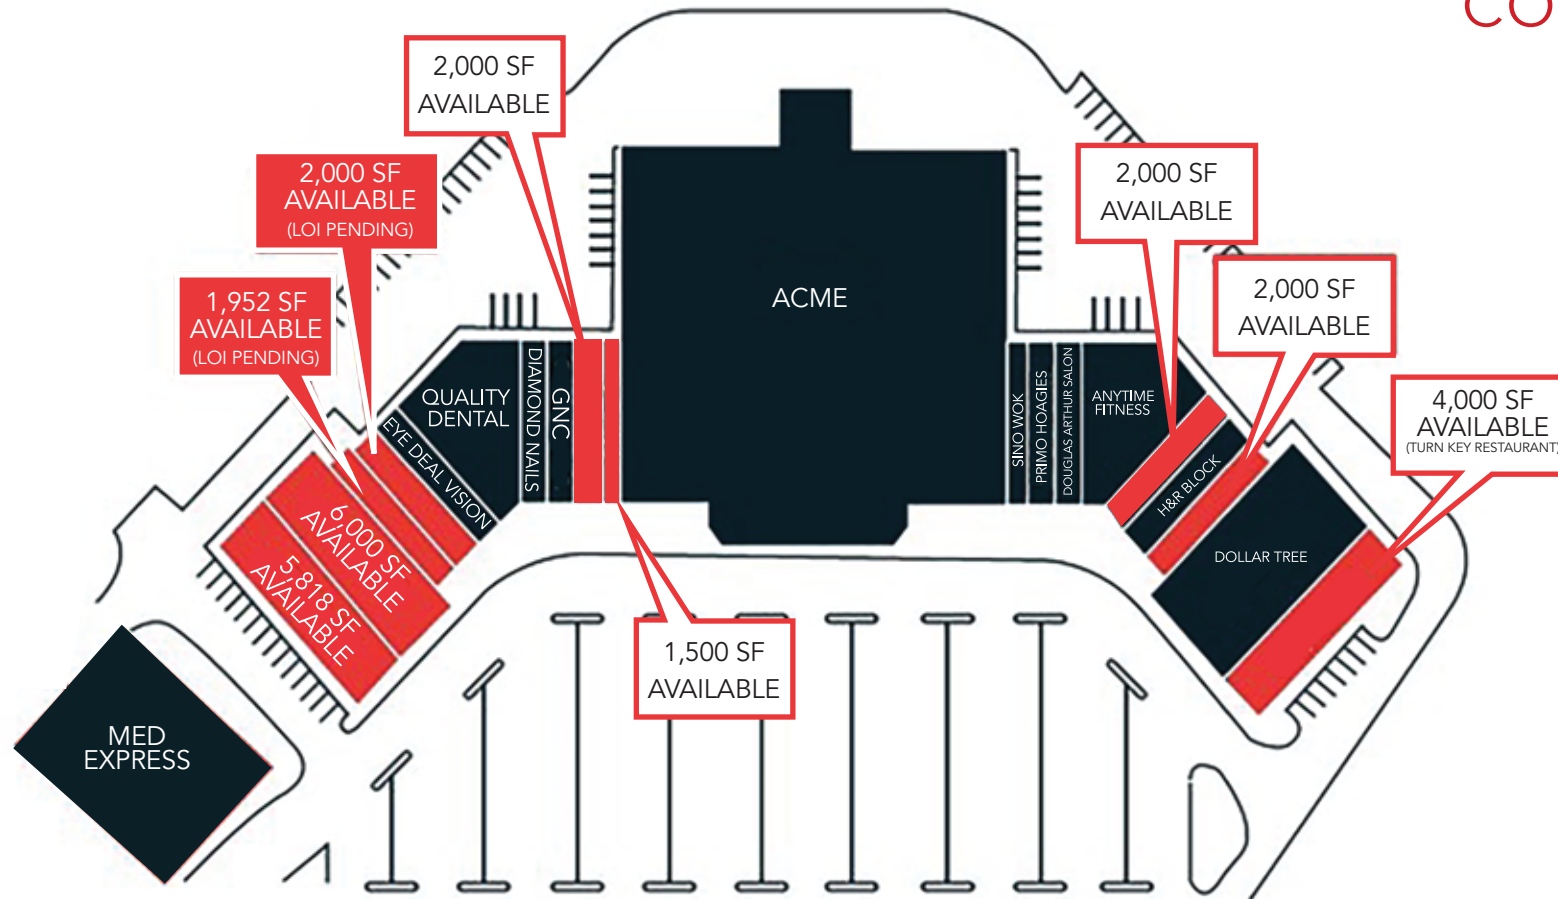 CO
2,000 SF
AVAILABLE
2,000 SF
AVAILABLE
(LOI PENDING)
1,952 SF
AVAILABLE
(LOI PENDING)
2,000 SF
AVAILABLE
2,000 SF
AVAILABLE
4,000 SF
AVAILABLE
(TURN KEY RESTAURANT)
ACME
QUALITY
DENTAL
DIAMOND NAILS
GNC
EYE DEAL VISION
6,000 SF
AVAILABLE
5,818 SF
AVAILABLE
SINO WOK
PRIMO HOAGIES
DOUGLAS ARTHUR SALON
ANYTIME
FITNESS
H&R BLOCK
DOLLAR TREE
1,500 SF
AVAILABLE
MED
EXPRESS